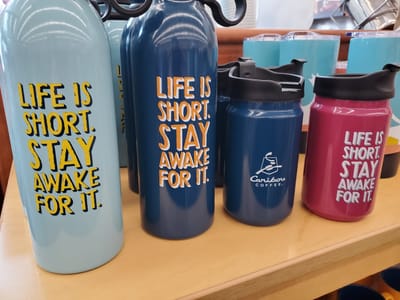 LIFE IS
SHORT.
STAY
AWAKE
FOR IT.
LIFE IS
SHORT.
STAY
AWAKE
FOR IT.
Caribou
COFFEE
LIFE IS
SHORT.
STAY
AWAKE
FOR IT.